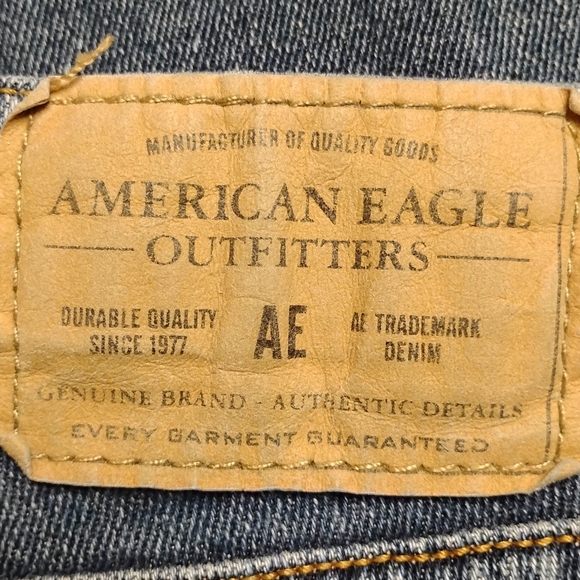 MANUFACTURER OF QUALITY GOODS
AMERICAN EAGLE
OUTFITTERS
DURABLE QUALITY
SINCE 1977
AE
AE TRADEMARK
DENIM
GENUINE BRAND - AUTHENTIC DETAILS
EVERY GARMENT GUARANTEED